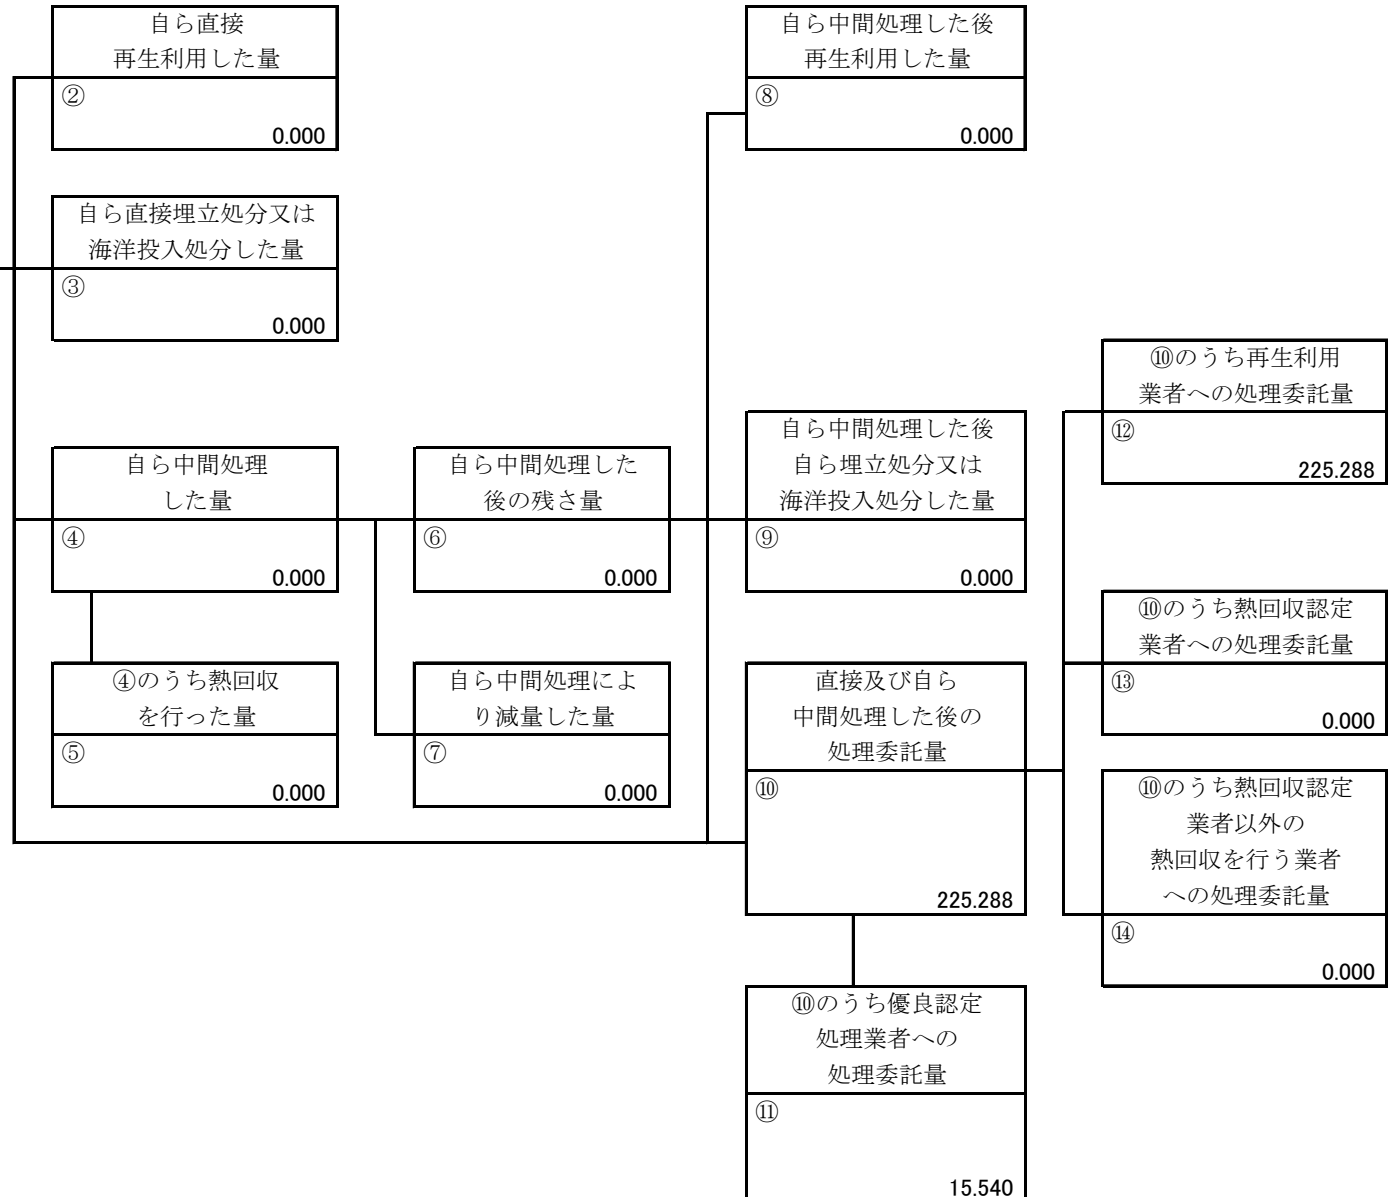 自ら直接
再生利用した量
②
0.000
自ら中間処理した後
再生利用した量
⑧
0.000
自ら直接埋立処分又は
海洋投入処分した量
③
0.000
⑩のうち再生利用
業者への処理委託量
⑫
225.288
自ら中間処理
した量
④
0.000
自ら中間処理した
後の残さ量
⑥
0.000
自ら中間処理した後
自ら埋立処分又は
海洋投入処分した量
⑨
0.000
⑩のうち熱回収認定
業者への処理委託量
⑬
0.000
④のうち熱回収
を行った量
⑤
0.000
自ら中間処理によ
り減量した量
⑦
0.000
直接及び自ら
中間処理した後の
処理委託量
⑩
225.288
⑩のうち熱回収認定
業者以外の
熱回収を行う業者
への処理委託量
⑭
0.000
⑩のうち優良認定
処理業者への
処理委託量
⑪
15.540